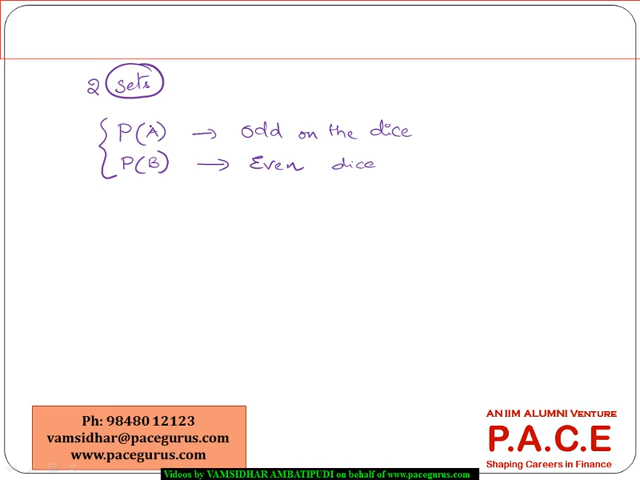 2 Sets
P(A) → Odd on the dice
P(B) → Even dice
Ph: 98480 12123
vamsidhar@pacegurus.com
www.pacegurus.com
AN IIM ALUMNI VENTURE
P.A.C.E
Shaping Careers in Finance
Videos by VAMSIDHAR AMBATIPUDI on behalf of www.pacegurus.com